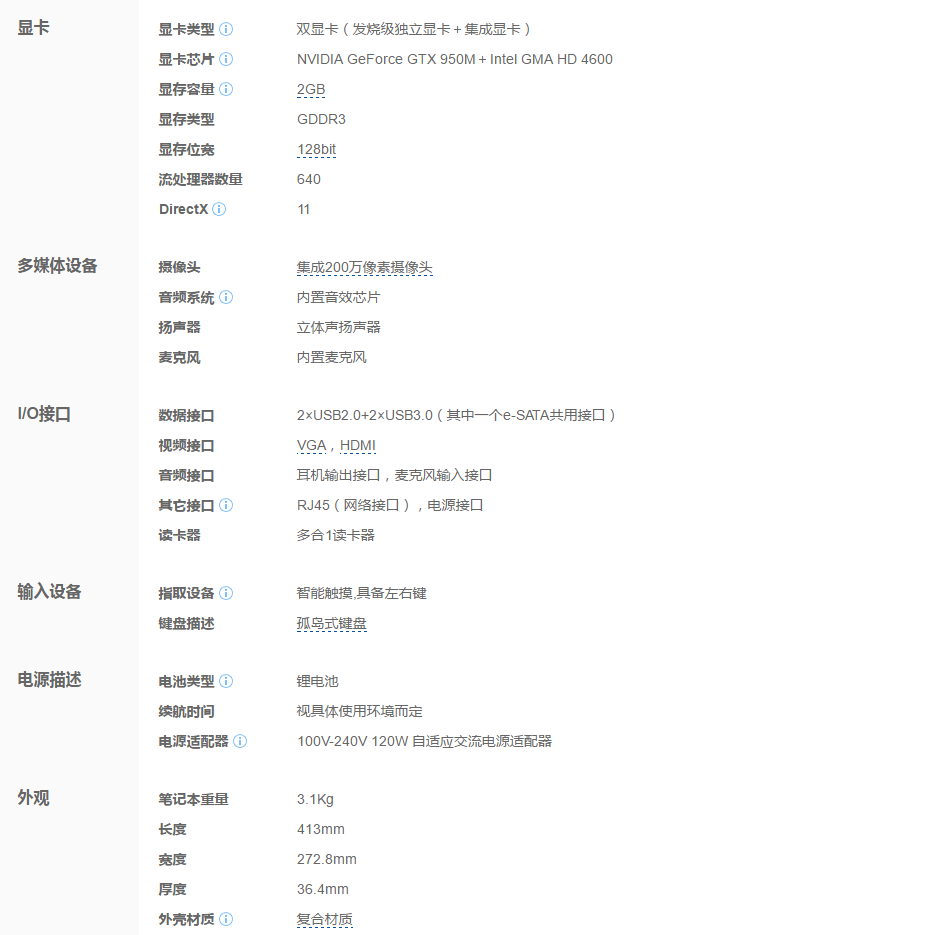 显卡
显卡类型 双显卡（发烧级独立显卡＋集成显卡）
显卡芯片 NVIDIA GeForce GTX 950M＋Intel GMA HD 4600
显存容量 2GB
显存类型 GDDR3
显存位宽 128bit
流处理器数量 640
DirectX 11
多媒体设备
摄像头 集成200万像素摄像头
音频系统 内置音效芯片
扬声器 立体声扬声器
麦克风 内置麦克风
I/O接口
数据接口 2×USB2.0+2×USB3.0（其中一个e-SATA共用接口）
视频接口 VGA，HDMI
音频接口 耳机输出接口，麦克风输入接口
其它接口 RJ45（网络接口），电源接口
读卡器 多合1读卡器
输入设备
指取设备 智能触摸,具备左右键
键盘描述 孤岛式键盘
电源描述
电池类型 锂电池
续航时间 视具体使用环境而定
电源适配器 100V-240V 120W 自适应交流电源适配器
外观
笔记本重量 3.1Kg
长度 413mm
宽度 272.8mm
厚度 36.4mm
外壳材质 复合材质